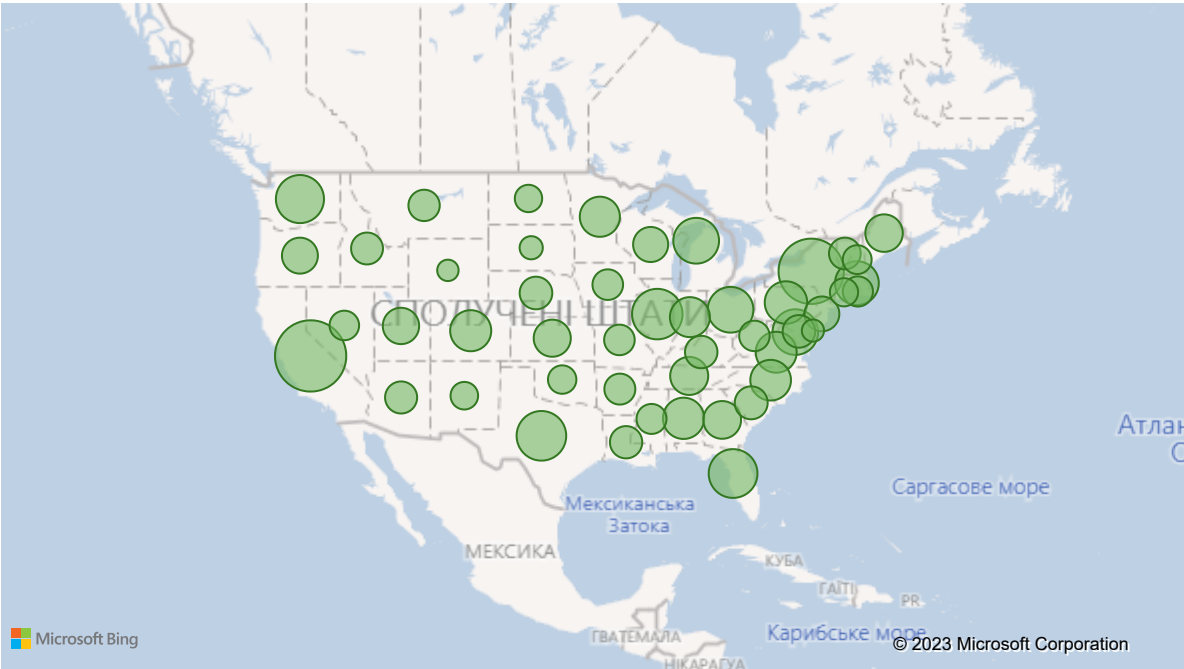 СПОЛУЧЕНІ ШТАТИ
Атлан
О
Саргасове море
Мексиканська
Затока
МЕКСИКА
КУБА
ГАЇТІ
PR
ГВАТЕМАЛА
Карибське море
НІКАРАГУА
Microsoft Bing
© 2023 Microsoft Corporation